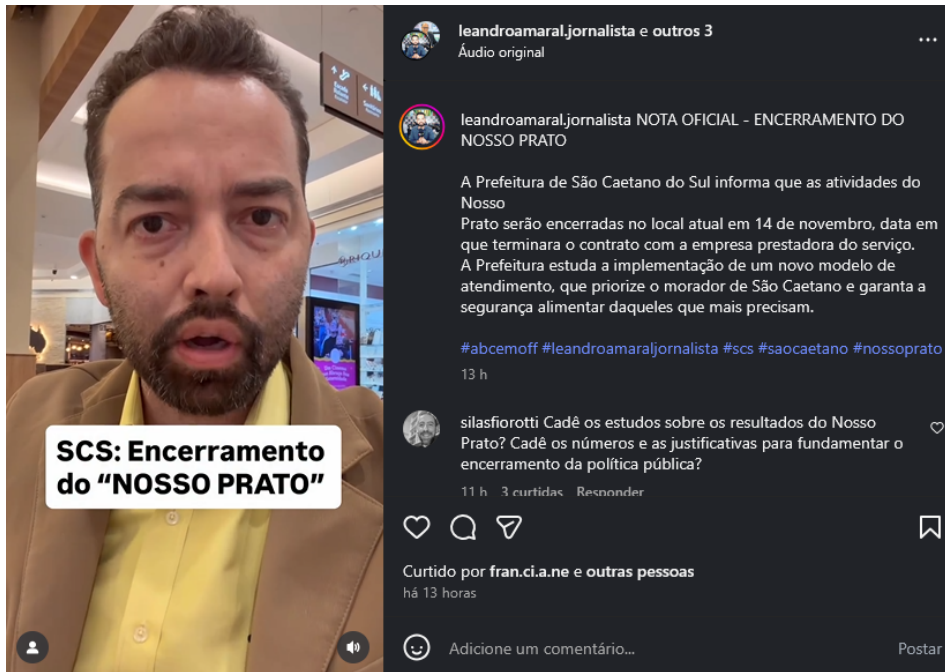 SCS: Encerramento
do “NOSSO PRATO”
leandroamaral.jornalista e outros 3
Áudio original
leandroamaral.jornalista NOTA OFICIAL - ENCERRAMENTO DO
NOSSO PRATO
A Prefeitura de São Caetano do Sul informa que as atividades do
Nosso
Prato serão encerradas no local atual em 14 de novembro, data em
que terminara o contrato com a empresa prestadora do serviço.
A Prefeitura estuda a implementação de um novo modelo de
atendimento, que priorize o morador de São Caetano e garanta a
segurança alimentar daqueles que mais precisam.
#abcemoff #leandroamaraljornalista #scs #saocaetano #nossoprato
13 h
silasfiorotti Cadê os estudos sobre os resultados do Nosso
Prato? Cadê os números e as justificativas para fundamentar o
encerramento da política pública?
11 h 3 curtidas Responder
Curtido por fran.ci.a.ne e outras pessoas
há 13 horas
Adicione um comentário...
Postar